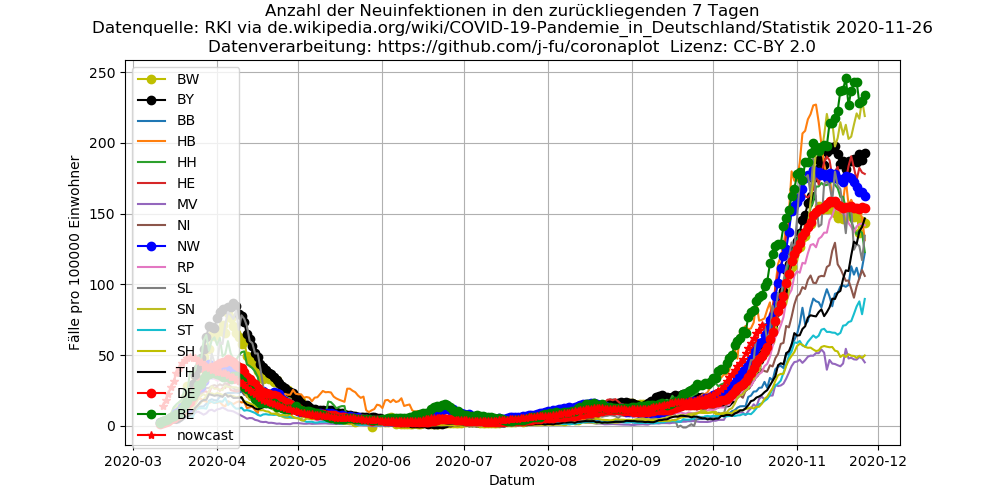 Anzahl der Neuinfektionen in den zurückliegenden 7 Tagen
Datenquelle: RKI via de.wikipedia.org/wiki/COVID-19-Pandemie_in_Deutschland/Statistik 2020-11-26
Datenverarbeitung: https://github.com/j-fu/coronaplot  Lizenz: CC-BY 2.0
Fälle pro 100000 Einwohner
250
200
150
100
50
0
BW
BY
BB
HB
HH
HE
MV
NI
NW
RP
SL
SN
ST
SH
TH
DE
BE
nowcast
2020-03 2020-04 2020-05 2020-06 2020-07 2020-08 2020-09 2020-10 2020-11 2020-12
Datum